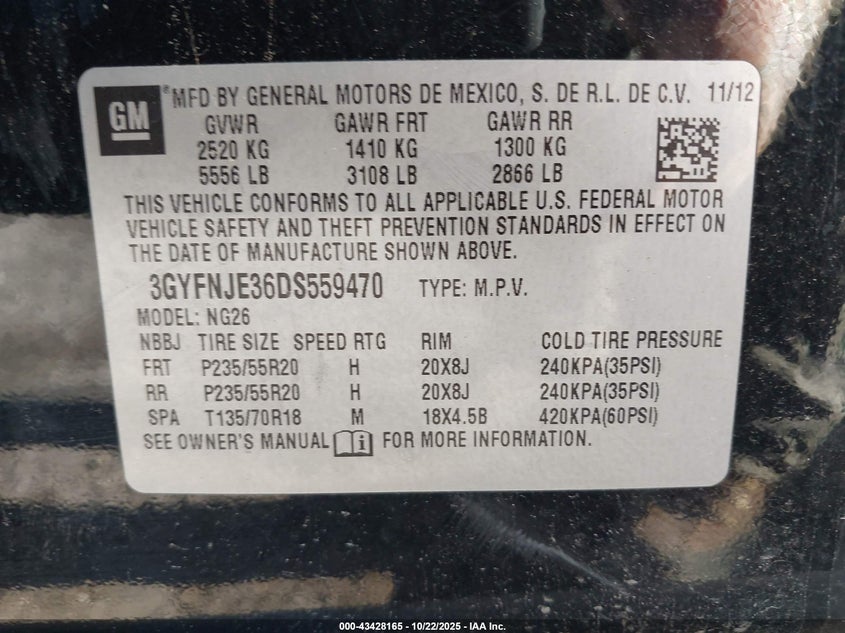 GM
®MFD BY GENERAL MOTORS DE MEXICO, S. DE R.L. DE C.V. 11/12
GVWR GAWR FRT GAWR RR
2520 KG 1410 KG 1300 KG
5556 LB 3108 LB 2866 LB
THIS VEHICLE CONFORMS TO ALL APPLICABLE U.S. FEDERAL MOTOR
VEHICLE SAFETY AND THEFT PREVENTION STANDARDS IN EFFECT ON
THE DATE OF MANUFACTURE SHOWN ABOVE.
3GYFNJE36DS559470 TYPE: M.P.V.
MODEL: NG26
NBBJ TIRE SIZE SPEED RTG RIM COLD TIRE PRESSURE
FRT P235/55R20 H 20X8J 240KPA(35PSI)
RR P235/55R20 H 20X8J 240KPA(35PSI)
SPA T135/70R18 M 18X4.5B 420KPA(60PSI)
SEE OWNER'S MANUAL i FOR MORE INFORMATION.
000-43428165 - 10/22/2025 - IAA Inc.